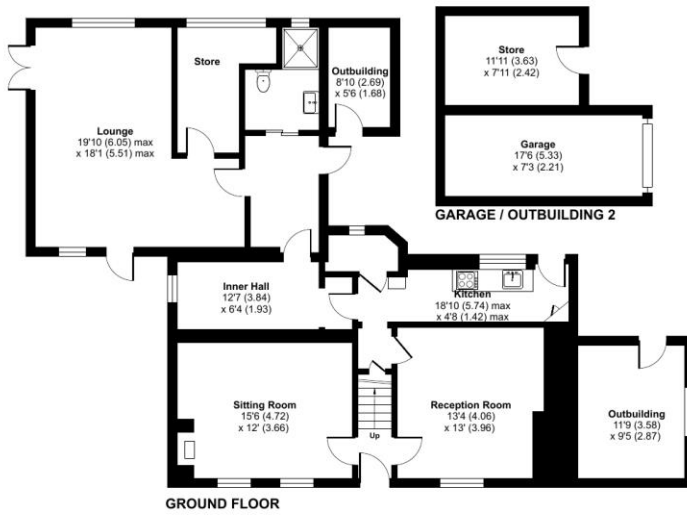 Store
Outbuilding
8'10 (2.69)
x 5'6 (1.68)
Store
11'11 (3.63)
x 7'11 (2.42)
Lounge
19'10 (6.05) max
x 18'1 (5.51) max
Garage
17'6 (5.33)
x 7'3 (2.21)
GARAGE / OUTBUILDING 2
Inner Hall
12'7 (3.84)
x 6'4 (1.93)
Kitchen
18'10 (5.74) max
x 4'8 (1.42) max
Sitting Room
15'6 (4.72)
x 12' (3.66)
Up
Reception Room
13'4 (4.06)
x 13' (3.96)
Outbuilding
11'9 (3.58)
x 9'5 (2.87)
GROUND FLOOR